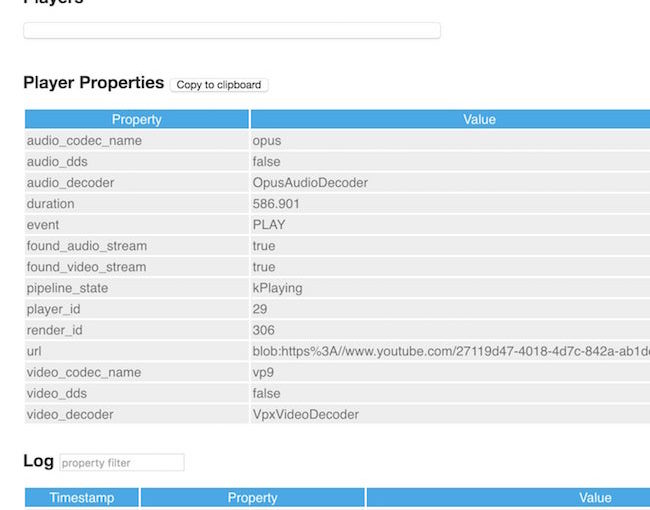 Players
Player Properties Copy to clipboard
Property Value
audio_codec_name opus
audio_dds false
audio_decoder OpusAudioDecoder
duration 586.901
event PLAY
found_audio_stream true
found_video_stream true
pipeline_state kPlaying
player_id 29
render_id 306
url blob:https%3A//www.youtube.com/27119d47-4018-4d7c-842a-ab1d
video_codec_name vp9
video_dds false
video_decoder VpxVideoDecoder
Log property filter
Timestamp Property Value